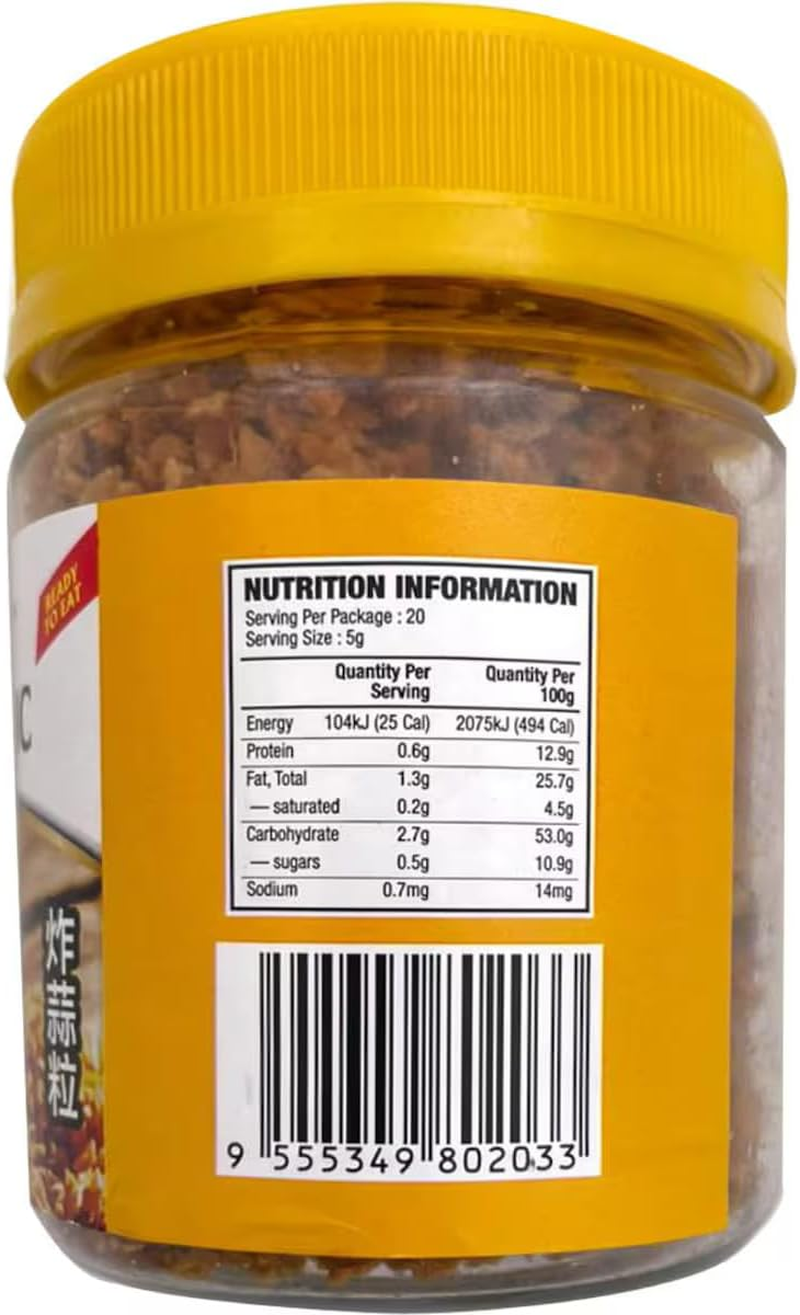 READY
TO EAT
C
炸蒜粒
NUTRITION INFORMATION
Serving Per Package : 20
Serving Size : 5g
Quantity Per Serving Quantity Per 100g
Energy 104kJ (25 Cal) 2075kJ (494 Cal)
Protein 0.6g 12.9g
Fat, Total 1.3g 25.7g
— saturated 0.2g 4.5g
Carbohydrate 2.7g 53.0g
— sugars 0.5g 10.9g
Sodium 0.7mg 14mg
9 555349 802033